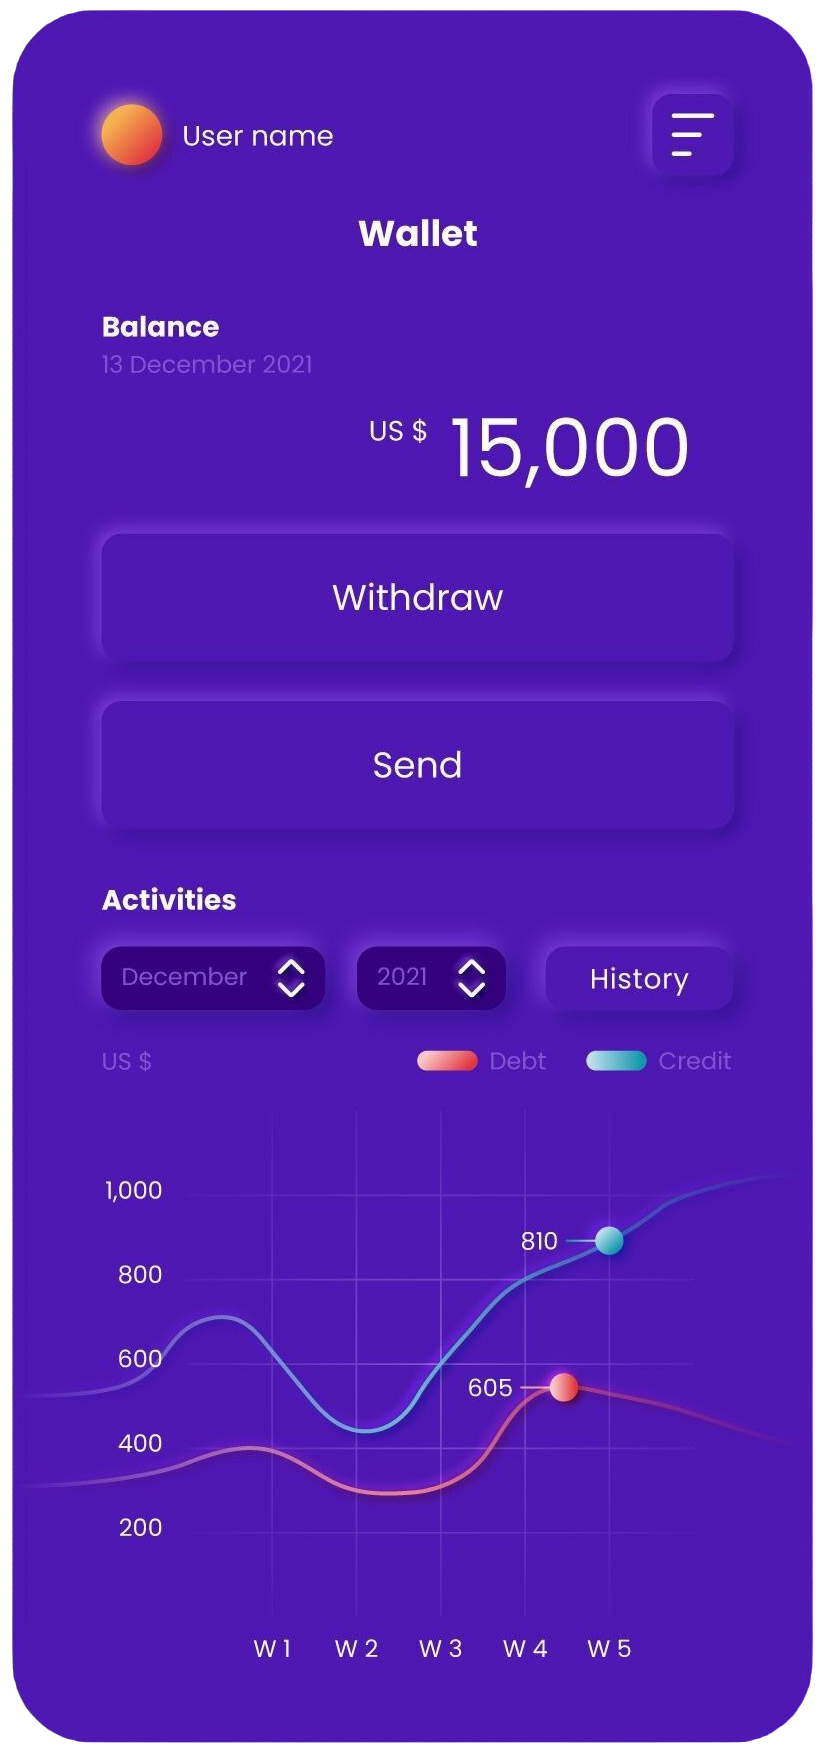 User name
Wallet
Balance
13 December 2021
US $ 15,000
Withdraw
Send
Activities
December 2021 History
US $ Debt Credit
1,000
810
800
600
605
400
200
W 1 W 2 W 3 W 4 W 5